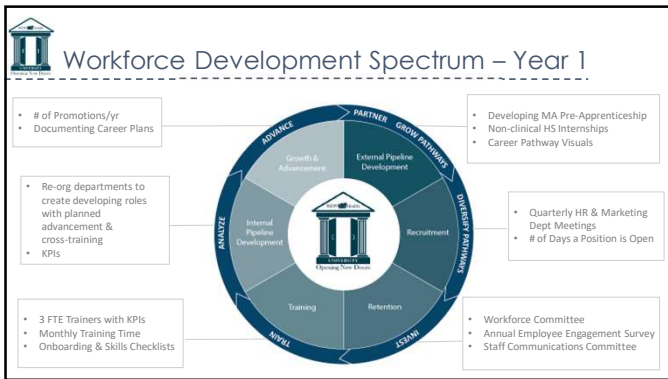 Opening New Doors
Workforce Development Spectrum – Year 1
• # of Promotions/yr
• Documenting Career Plans
• Re-org departments to
create developing roles
with planned
advancement &
cross-training
• KPIs
• 3 FTE Trainers with KPIs
• Monthly Training Time
• Onboarding & Skills Checklists
ADVANCE
PARTNER
GROW PATHWAYS
DIVERSIFY PATHWAYS
INVEST
TRAIN
ANALYZE
Growth &
Advancement
External Pipeline
Development
Internal
Pipeline
Development
Recruitment
Training
Retention
UNIVERSITY
Opening New Doors
• Developing MA Pre-Apprenticeship
• Non-clinical HS Internships
• Career Pathway Visuals
• Quarterly HR & Marketing
Dept Meetings
• # of Days a Position is Open
• Workforce Committee
• Annual Employee Engagement Survey
• Staff Communications Committee